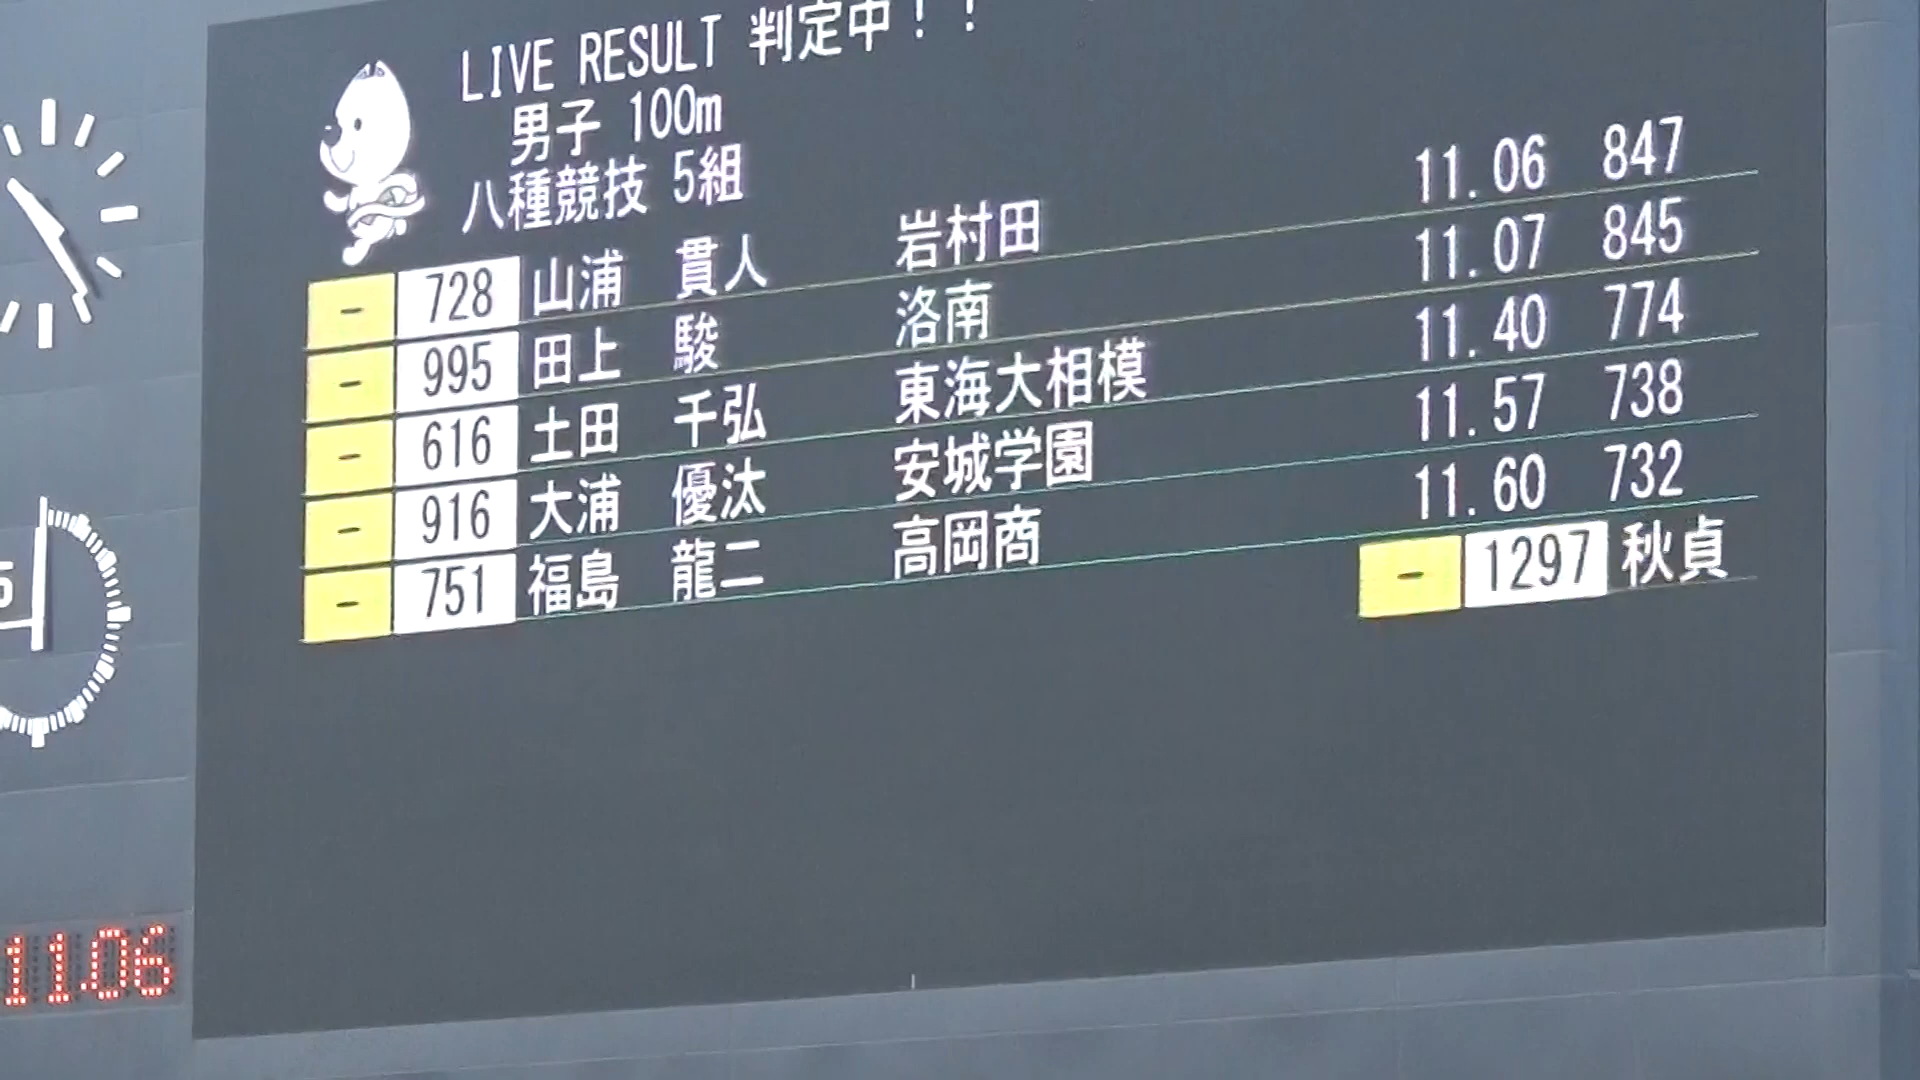 LIVE RESULT 判定中!!
男子 100m
八種競技 5組
- 728 山浦 貫人 岩村田 11.06 847
- 995 田上 駿 洛南 11.07 845
- 616 土田 千弘 東海大相模 11.40 774
- 916 大浦 優汰 安城学園 11.57 738
- 751 福島 龍二 高岡商 11.60 732
- 1297 秋貞
5
11.06